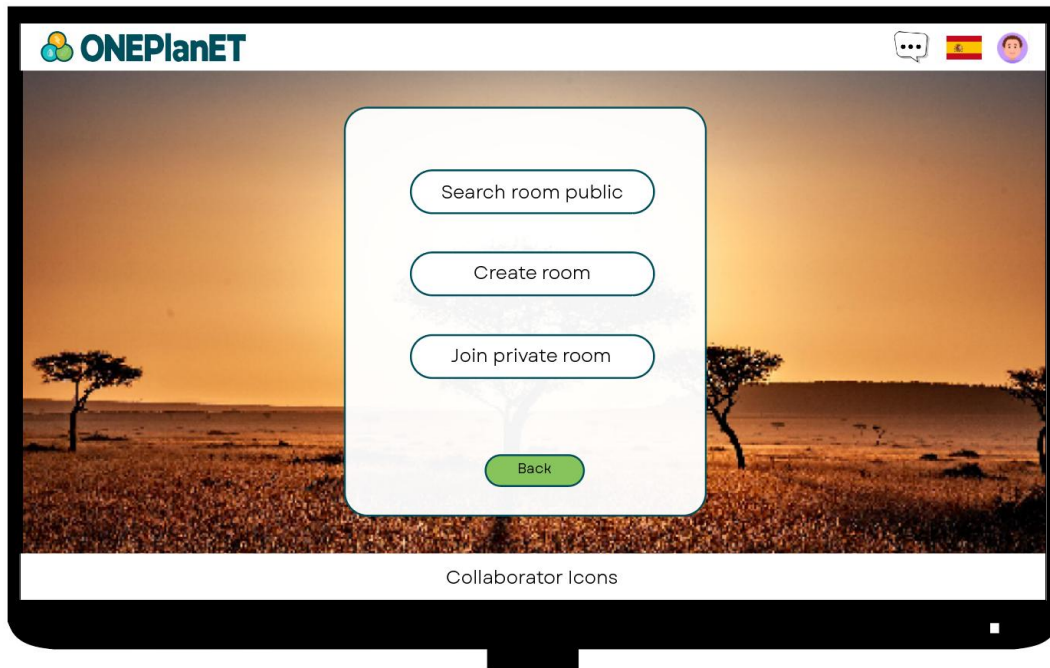 ONEPlanET
Search room public
Create room
Join private room
Back
Collaborator Icons